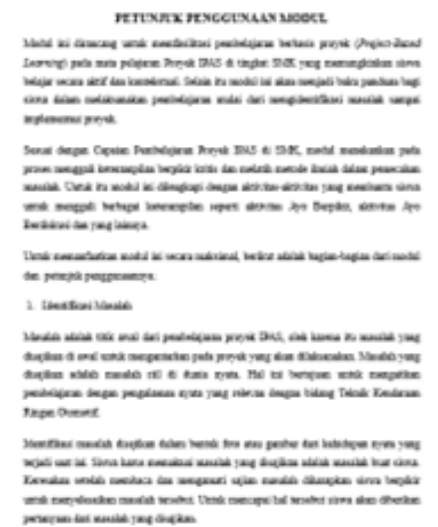 PETUNJUK PENGGUNAAN MODUL
Modul ini dirancang untuk memfasilitasi pembelajaran berbasis proyek (Project-Based
Learning) pada mata pelajaran Proyek IPAS di tingkat SMK yang memungkinkan siswa
belajar secara aktif dan kontekstual. Selain itu modul ini akan menjadi buku panduan bagi
siswa dalam melaksanakan pembelajaran mulai dari mengidentifikasi masalah sampai
implementasi proyek.
Sesuai dengan Capaian Pembelajaran Proyek IPAS di SMK, modul menekankan pada
proses menggali keterampilan berpikir kritis dan melatih metode ilmiah dalam pemecahan
masalah. Untuk itu modul ini dilengkapi dengan aktivitas-aktivitas yang membantu siswa
untuk menggali berbagai keterampilan seperti aktivitas Ayo Berpikir, aktivitas Ayo
Berdiskusi dan yang lainnya.
Untuk memanfaatkan modul ini secara maksimal, berikut adalah bagian-bagian dari modul
dan petunjuk penggunaannya:
1. Identifikasi Masalah
Masalah adalah titik awal dari pembelajaran proyek IPAS, oleh karena itu masalah yang
disajikan di awal untuk mengantarkan pada proyek yang akan dilaksanakan. Masalah yang
disajikan adalah masalah riil di dunia nyata. Hal ini bertujuan untuk mengaitkan
pembelajaran dengan pengalaman nyata yang relevan dengan bidang Teknik Kendaraan
Ringan Otomotif.
Identifikasi masalah disajikan dalam bentuk foto atau gambar dari kehidupan nyata yang
terjadi saat ini. Siswa harus memaknai masalah yang disajikan adalah masalah buat siswa.
Kemudian setelah membaca dan mengamati sajian masalah diharapkan siswa berpikir
untuk menyelesaikan masalah tersebut. Untuk mencapai hal tersebut siswa akan diberikan
pertanyaan dari masalah yang disajikan.